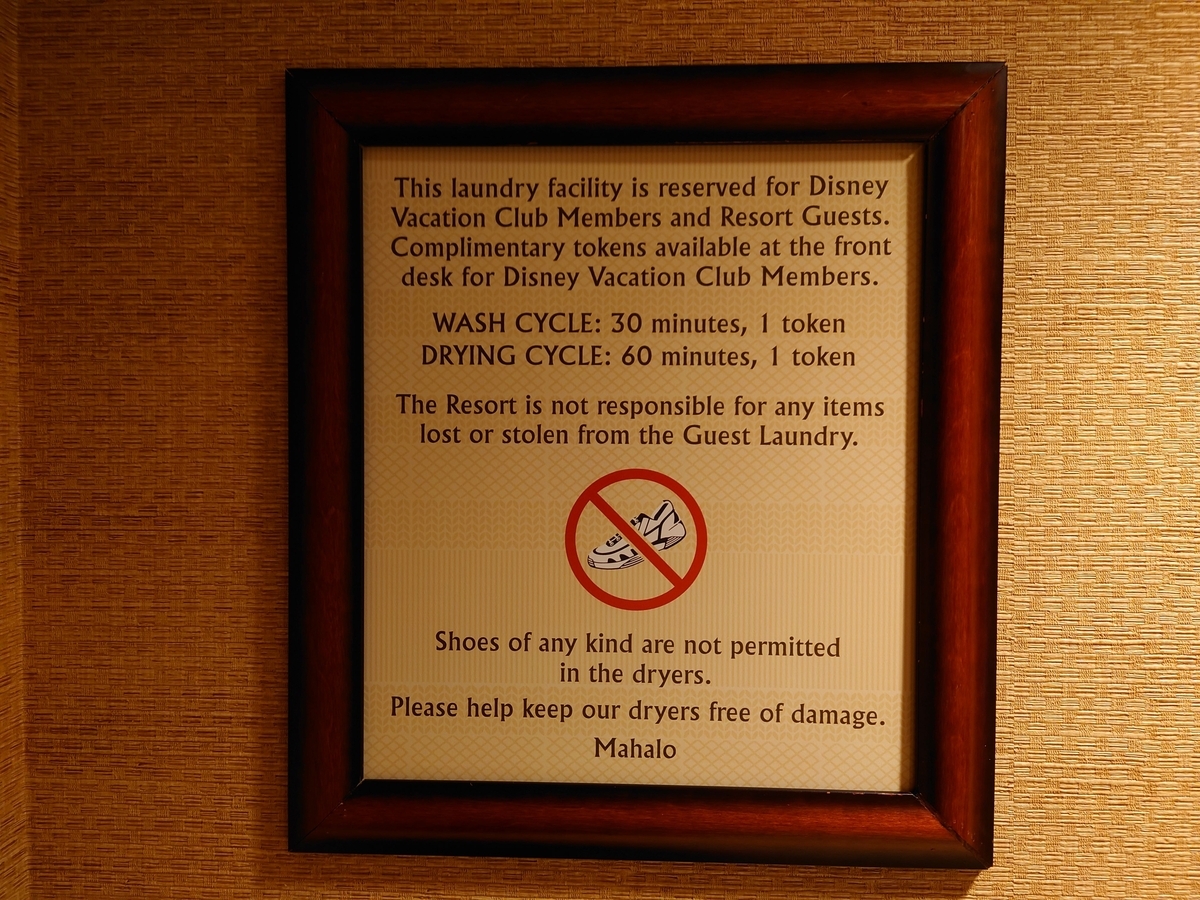 This laundry facility is reserved for Disney
Vacation Club Members and Resort Guests.
Complimentary tokens available at the front
desk for Disney Vacation Club Members.
WASH CYCLE: 30 minutes, 1 token
DRYING CYCLE: 60 minutes, 1 token
The Resort is not responsible for any items
lost or stolen from the Guest Laundry.
Shoes of any kind are not permitted
in the dryers.
Please help keep our dryers free of damage.
Mahalo